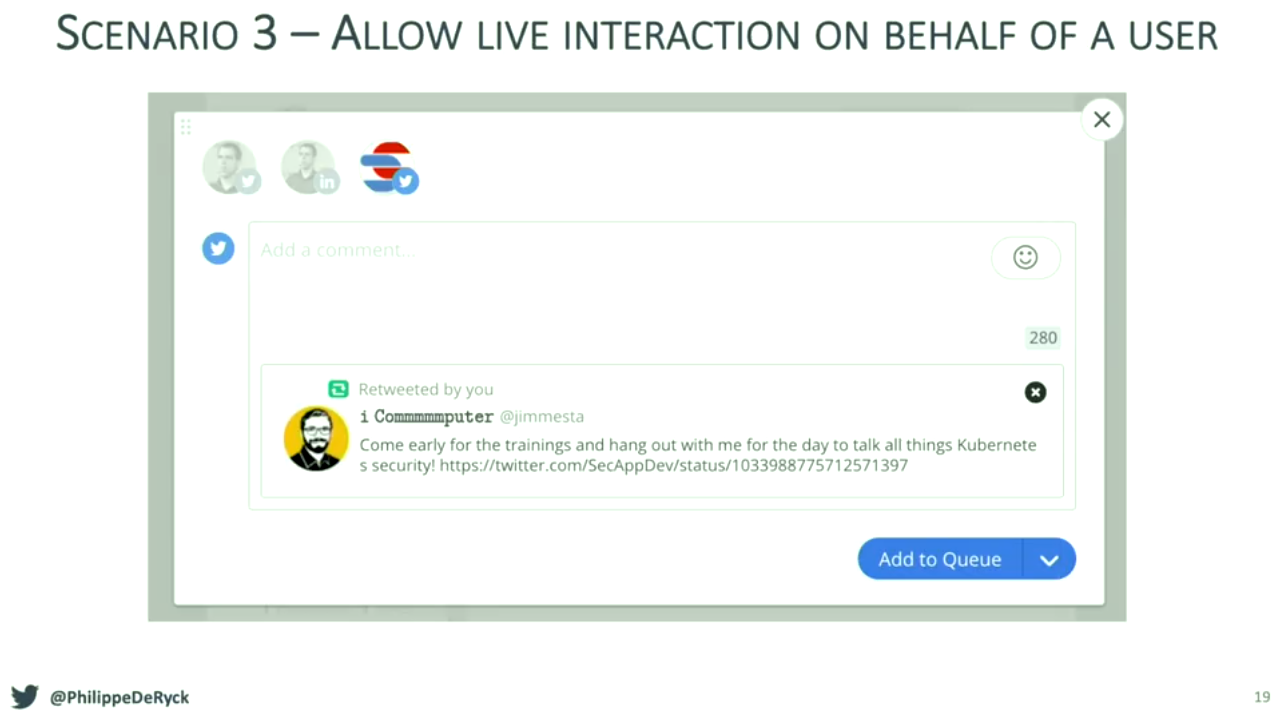 SCENARIO 3 – ALLOW LIVE INTERACTION ON BEHALF OF A USER
in
Add a comment...
280
Retweeted by you
i Commmmmputer @jimmesta
Come early for the trainings and hang out with me for the day to talk all things Kubernete
s security! https://twitter.com/SecAppDev/status/1033988775712571397
Add to Queue
@PhilippeDeRyck
19